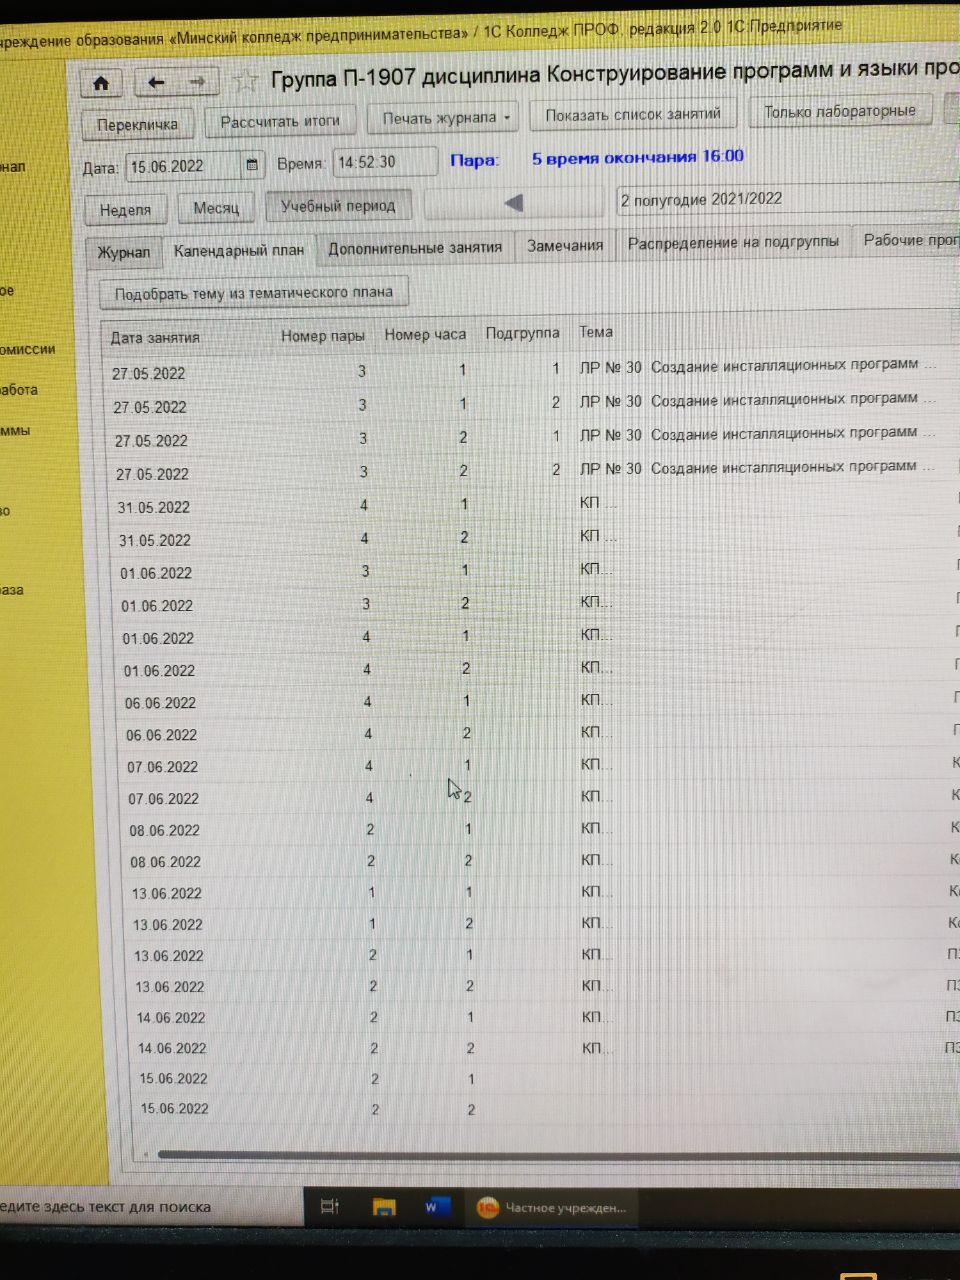 чреждение образования «Минский колледж предпринимательства» / 1С Колледж ПРОФ, редакция 2.0 1С:Предприятие
Группа П-1907 дисциплина Конструирование программ и языки про
Перекличка Рассчитать итоги Печать журнала Показать список занятий Только лабораторные
Дата: 15.06.2022 Время: 14:52:30 Пара: 5 время окончания 16:00
Неделя Месяц Учебный период 2 полугодие 2021/2022
Журнал Календарный план Дополнительные занятия Замечания Распределение на подгруппы Рабочие прог
Подобрать тему из тематического плана
Дата занятия Номер пары Номер часа Подгруппа Тема
27.05.2022 3 1 1 ЛР № 30 Создание инсталляционных программ ...
27.05.2022 3 1 2 ЛР № 30 Создание инсталляционных программ ...
27.05.2022 3 2 1 ЛР № 30 Создание инсталляционных программ ...
27.05.2022 3 2 2 ЛР № 30 Создание инсталляционных программ ...
31.05.2022 4 1 КП ...
31.05.2022 4 2 КП ...
01.06.2022 3 1 КП...
01.06.2022 3 2 КП...
01.06.2022 4 1 КП...
01.06.2022 4 2 КП...
06.06.2022 4 1 КП...
06.06.2022 4 2 КП...
07.06.2022 4 1 КП... К
07.06.2022 4 2 КП... К
08.06.2022 2 1 КП... К
08.06.2022 2 2 КП...
13.06.2022 1 1 КП...
13.06.2022 1 2 КП...
13.06.2022 2 1 КП... ПЗ
13.06.2022 2 2 КП... ПЗ
14.06.2022 2 1 КП... ПЗ
14.06.2022 2 2 КП... ПЗ
15.06.2022 2 1
15.06.2022 2 2
нал
ое
омиссии
абота
ммы
во
аза
едите здесь текст для поиска W 1С Частное учрежден...